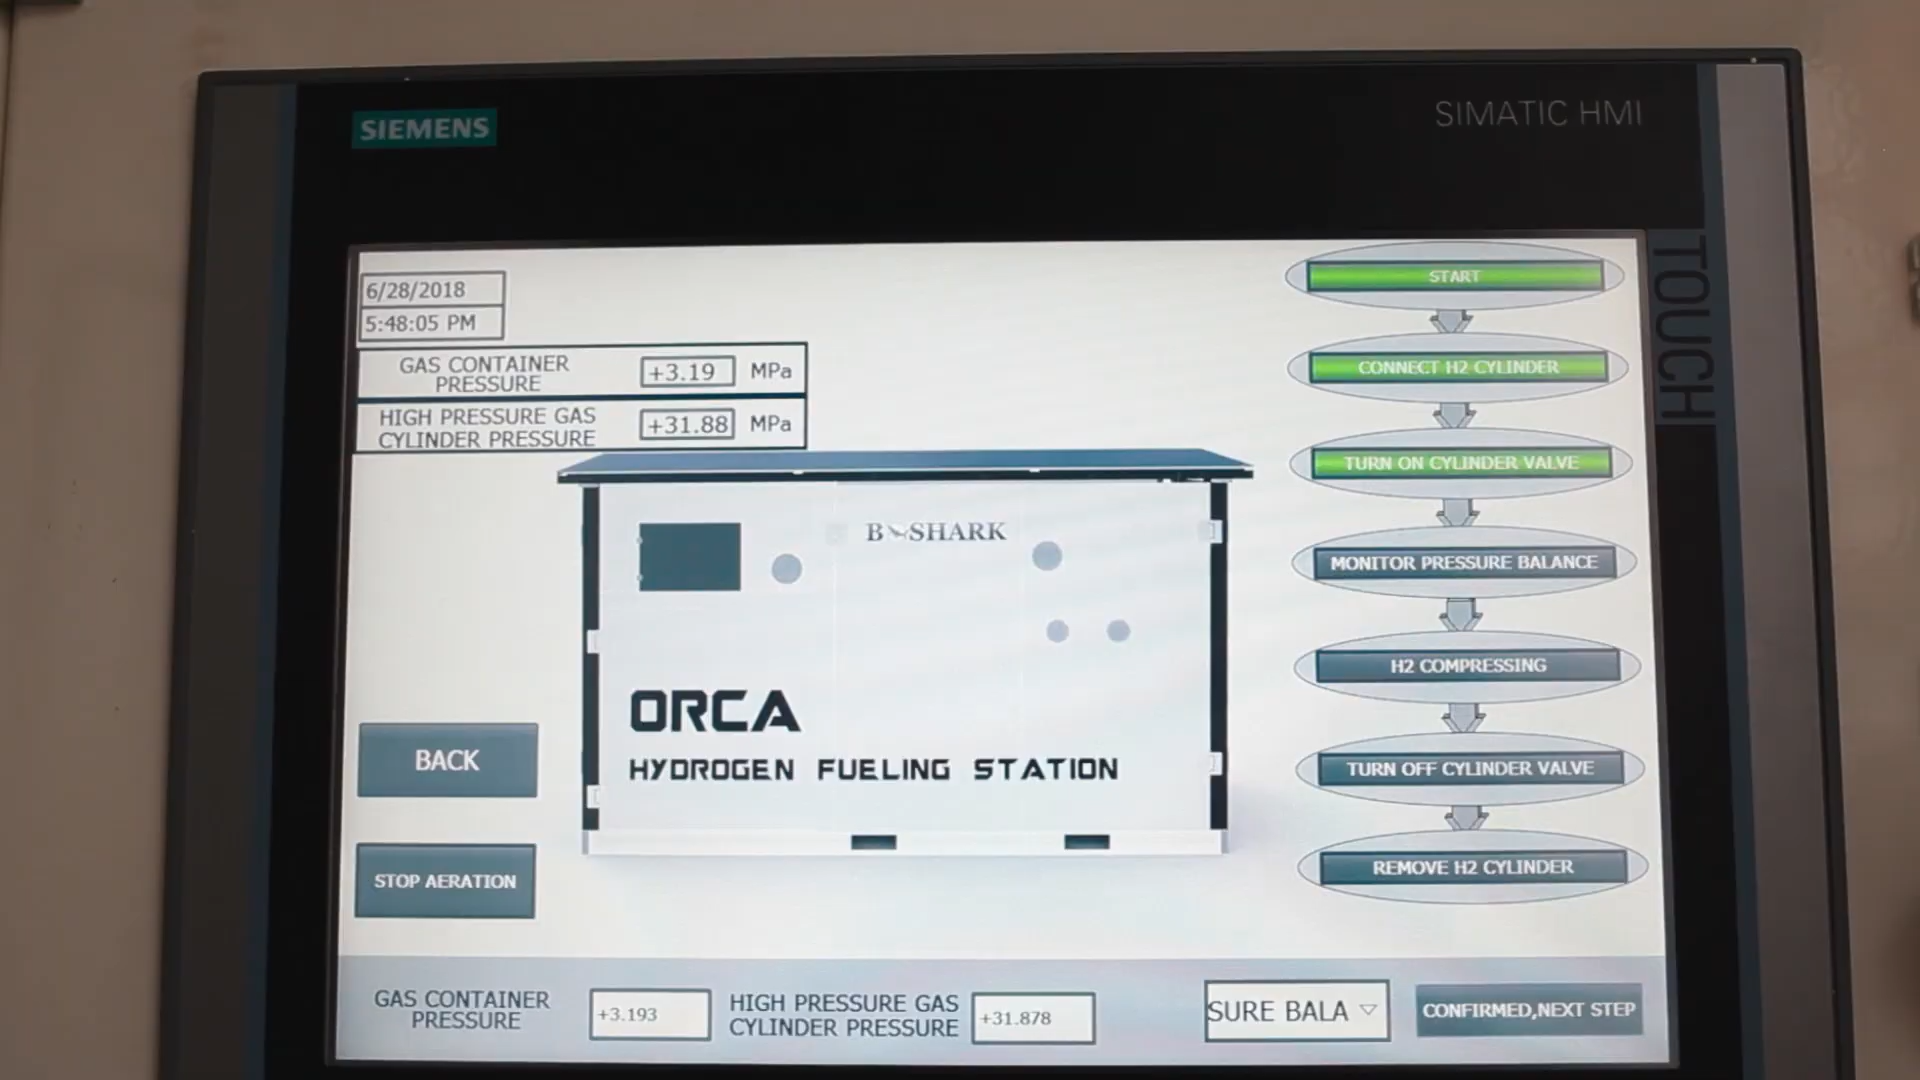 SIEMENS
SIMATIC HMI
TOUCH
6/28/2018
5:48:05 PM
GAS CONTAINER
PRESSURE
+3.19 MPa
HIGH PRESSURE GAS
CYLINDER PRESSURE
+31.88 MPa
START
CONNECT H2 CYLINDER
TURN ON CYLINDER VALVE
MONITOR PRESSURE BALANCE
H2 COMPRESSING
TURN OFF CYLINDER VALVE
REMOVE H2 CYLINDER
B SHARK
ORCA
HYDROGEN FUELING STATION
BACK
STOP AERATION
GAS CONTAINER
PRESSURE
+3.193
HIGH PRESSURE GAS
CYLINDER PRESSURE
+31.878
SURE BALA
CONFIRMED,NEXT STEP